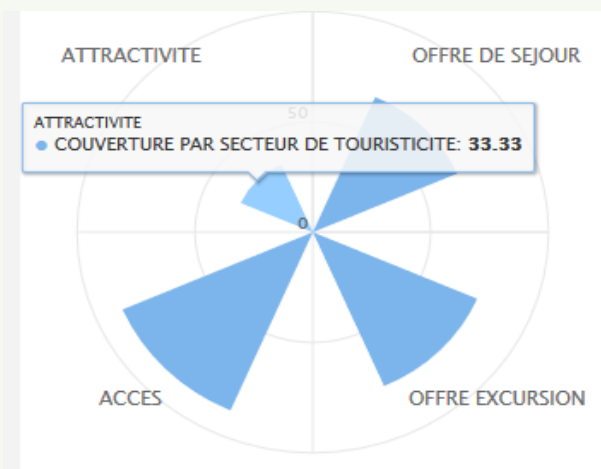 ATTRACTIVITE
OFFRE DE SEJOUR
50
ATTRACTIVITE
COUVERTURE PAR SECTEUR DE TOURISTICITE: 33.33
0
ACCES
OFFRE EXCURSION